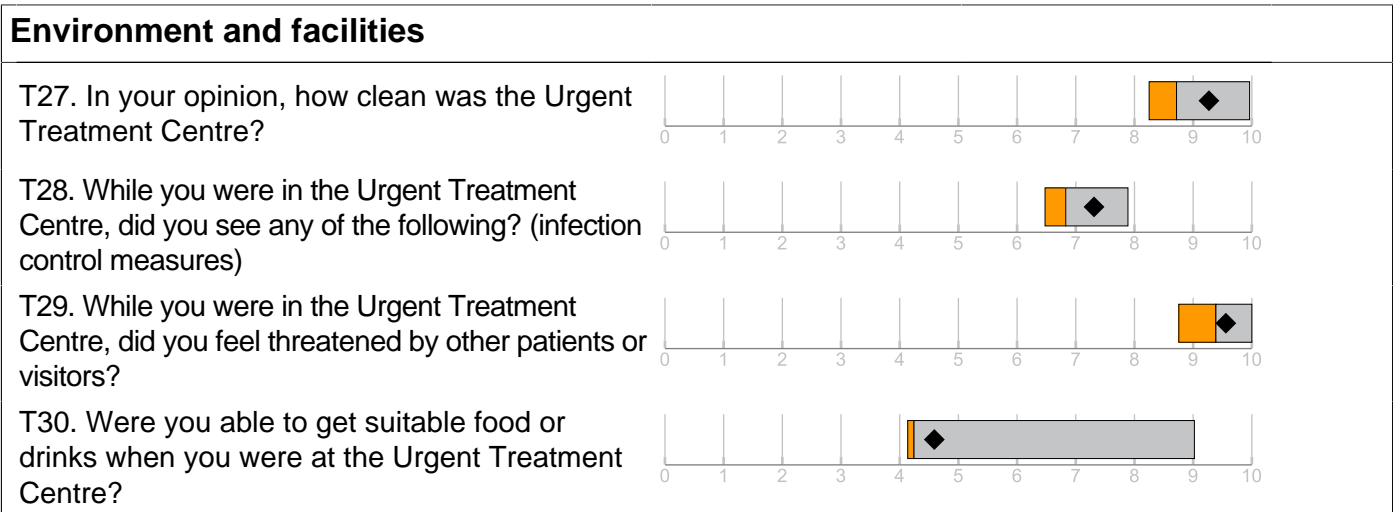 Environment and facilities
T27. In your opinion, how clean was the Urgent
Treatment Centre?
0 1 2 3 4 5 6 7 8 9 10
T28. While you were in the Urgent Treatment
Centre, did you see any of the following? (infection
control measures)
0 1 2 3 4 5 6 7 8 9 10
T29. While you were in the Urgent Treatment
Centre, did you feel threatened by other patients or
visitors?
0 1 2 3 4 5 6 7 8 9 10
T30. Were you able to get suitable food or
drinks when you were at the Urgent Treatment
Centre?
0 1 2 3 4 5 6 7 8 9 10